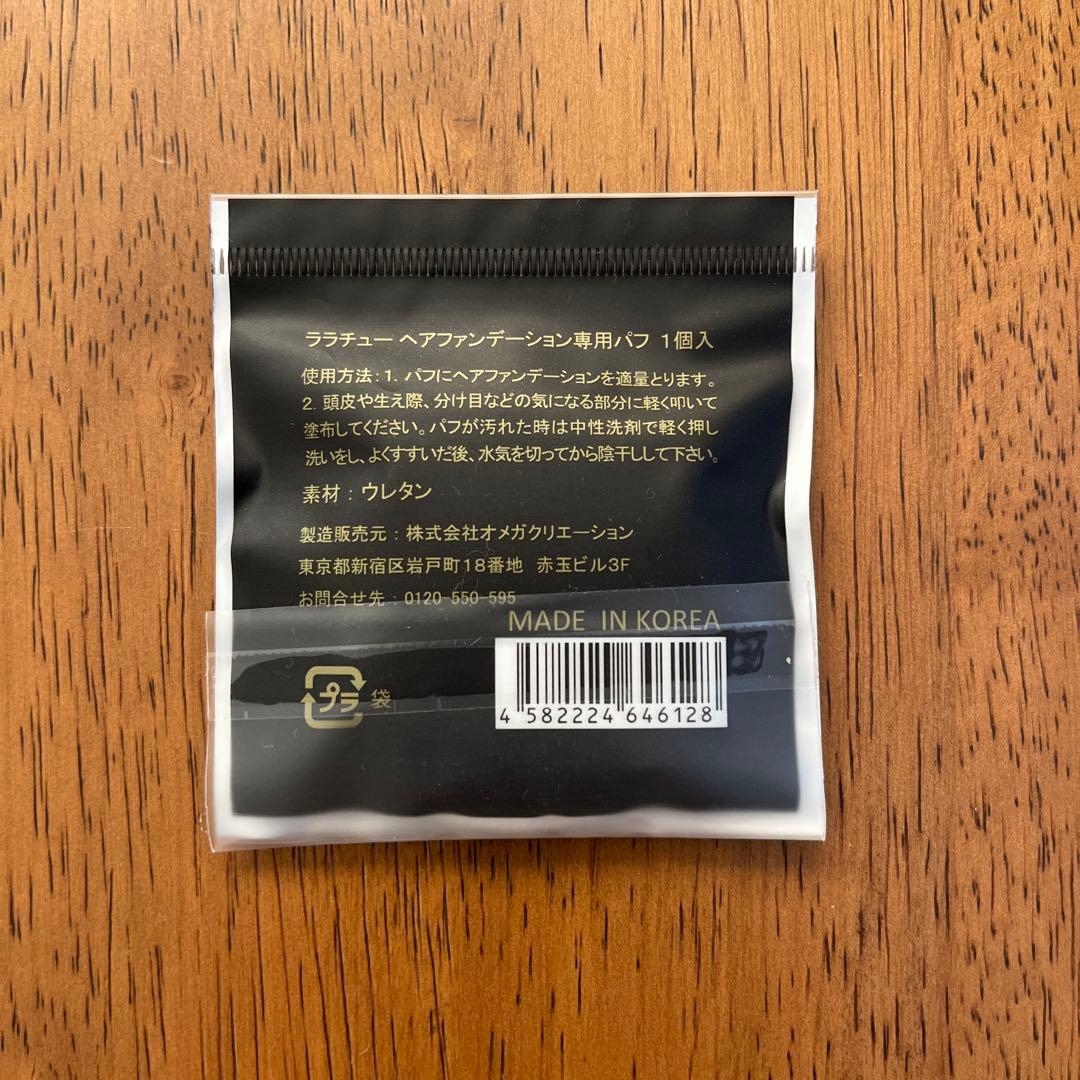 ララチュー ヘアファンデーション専用パフ 1個入
使用方法：1. パフにヘアファンデーションを適量とります。
2. 頭皮や生え際、分け目などの気になる部分に軽く叩いて
塗布してください。パフが汚れた時は中性洗剤で軽く押し
洗いをし、よくすすいだ後、水気を切ってから陰干しして下さい。
素材：ウレタン
製造販売元：株式会社オメガクリエーション
東京都新宿区岩戸町18番地 赤玉ビル3F
お問合せ先：0120-550-595
MADE IN KOREA
プラ 袋
4 582224 646128